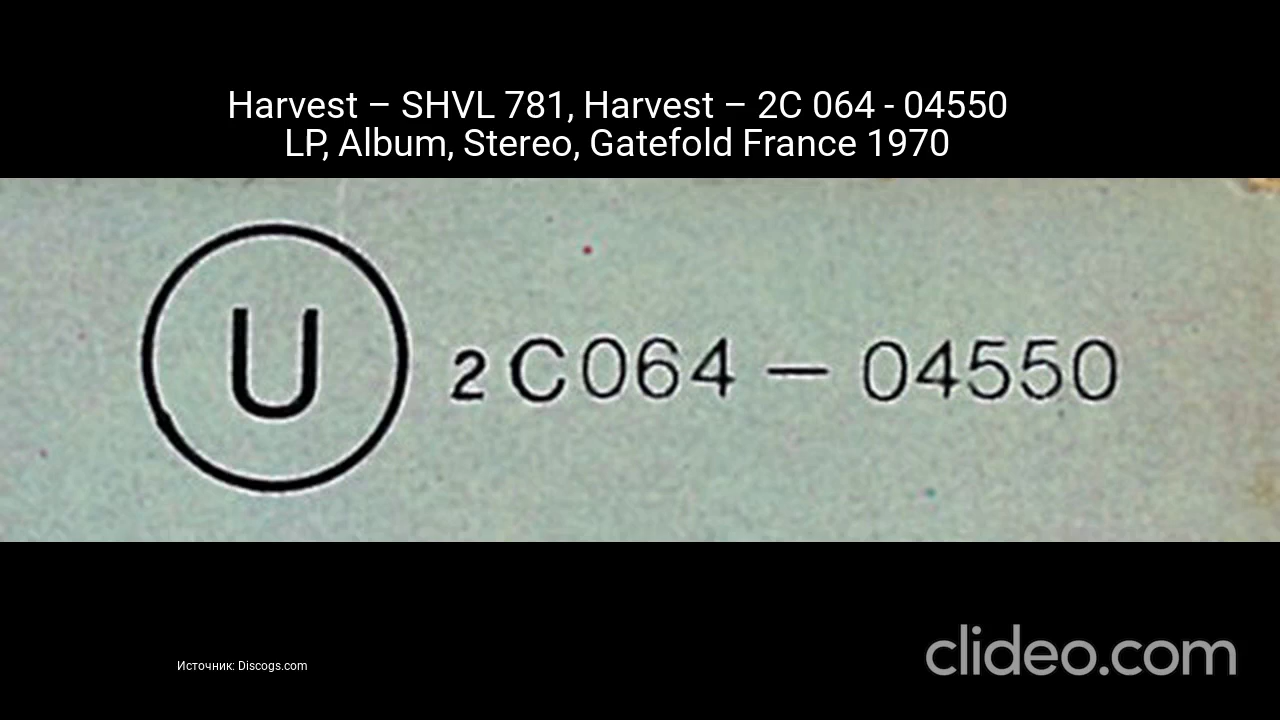 Harvest – SHVL 781, Harvest – 2C 064 - 04550
LP, Album, Stereo, Gatefold France 1970
U 2C064 – 04550
Источник: Discogs.com
clideo.com